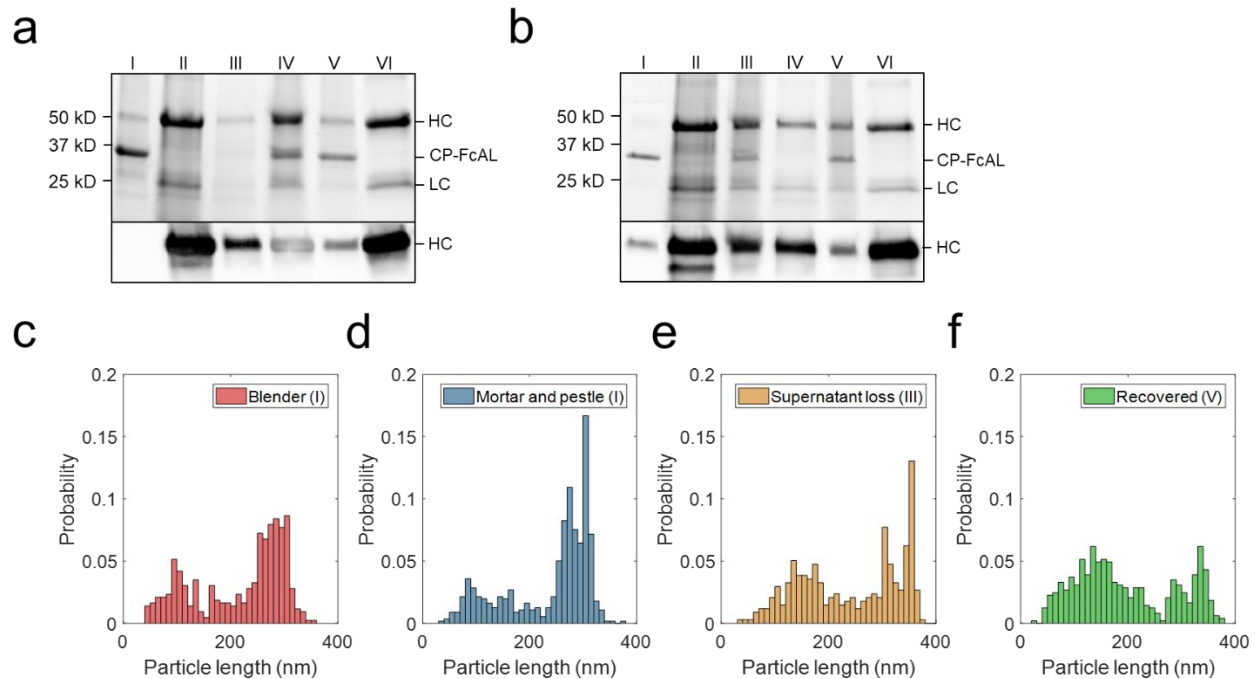 a
I II III IV V VI
50 kD
37 kD
25 kD
HC
CP-FcAL
LC
HC
b
I II III IV V VI
50 kD
37 kD
25 kD
HC
CP-FcAL
LC
HC
c
Blender (I)
Probability
0.2
0.15
0.1
0.05
0
0 200 400
Particle length (nm)
d
Mortar and pestle (I)
Probability
0.2
0.15
0.1
0.05
0
0 200 400
Particle length (nm)
e
Supernatant loss (III)
Probability
0.2
0.15
0.1
0.05
0
0 200 400
Particle length (nm)
f
Recovered (V)
Probability
0.2
0.15
0.1
0.05
0
0 200 400
Particle length (nm)